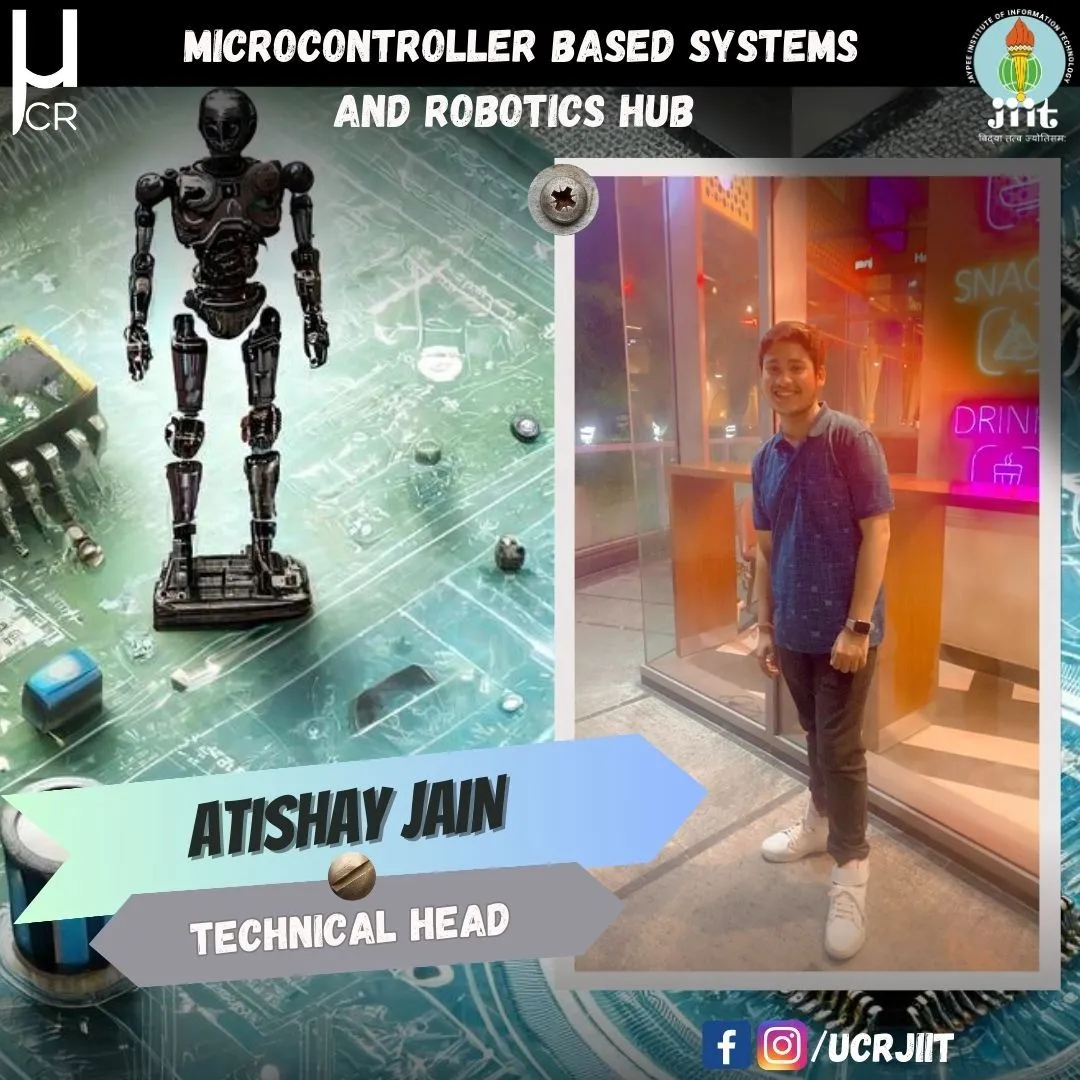 μCR
MICROCONTROLLER BASED SYSTEMS
AND ROBOTICS HUB
JAYPEE INSTITUTE OF INFORMATION TECHNOLOGY
jiit
विद्या तत्व ज्योतिसमः
SNAC
DRIN
ATISHAY JAIN
TECHNICAL HEAD
/UCRJIIT